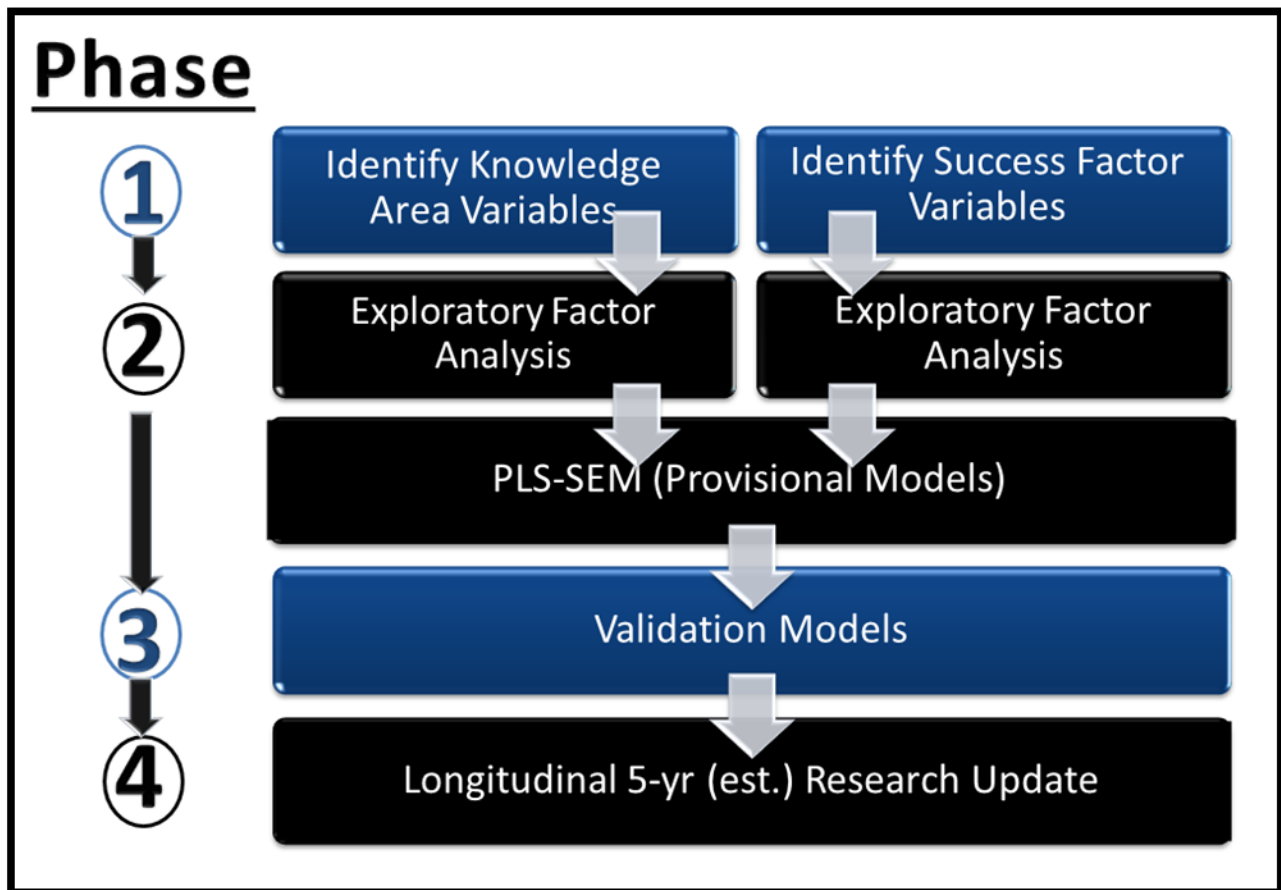 Phase
1
Identify Knowledge
Area Variables
Identify Success Factor
Variables
2
Exploratory Factor
Analysis
Exploratory Factor
Analysis
PLS-SEM (Provisional Models)
3
Validation Models
4
Longitudinal 5-yr (est.) Research Update